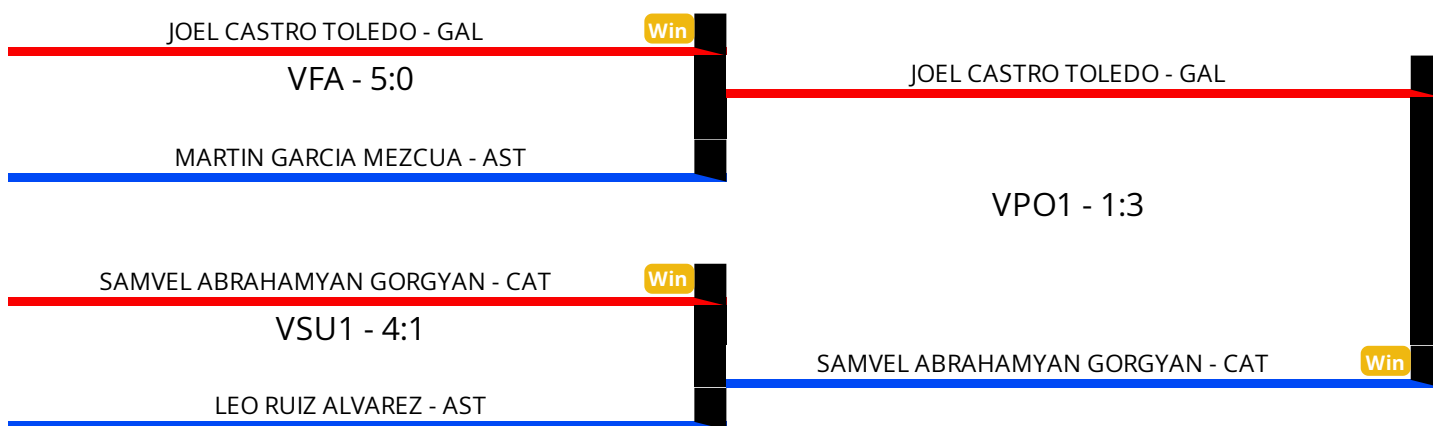 JOEL CASTRO TOLEDO - GAL
Win
VFA - 5:0
MARTIN GARCIA MEZCUA - AST
SAMVEL ABRAHAMYAN GORGYAN - CAT
Win
VSU1 - 4:1
LEO RUIZ ALVAREZ - AST
JOEL CASTRO TOLEDO - GAL
VPO1 - 1:3
SAMVEL ABRAHAMYAN GORGYAN - CAT
Win